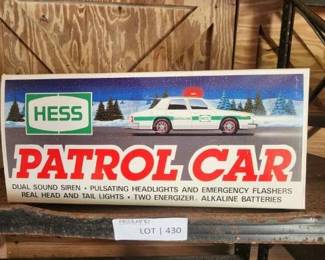 HESS
PATROL CAR
DUAL SOUND SIREN • PULSATING HEADLIGHTS AND EMERGENCY FLASHERS
REAL HEAD AND TAIL LIGHTS • TWO ENERGIZER® ALKALINE BATTERIES
LOT | 430